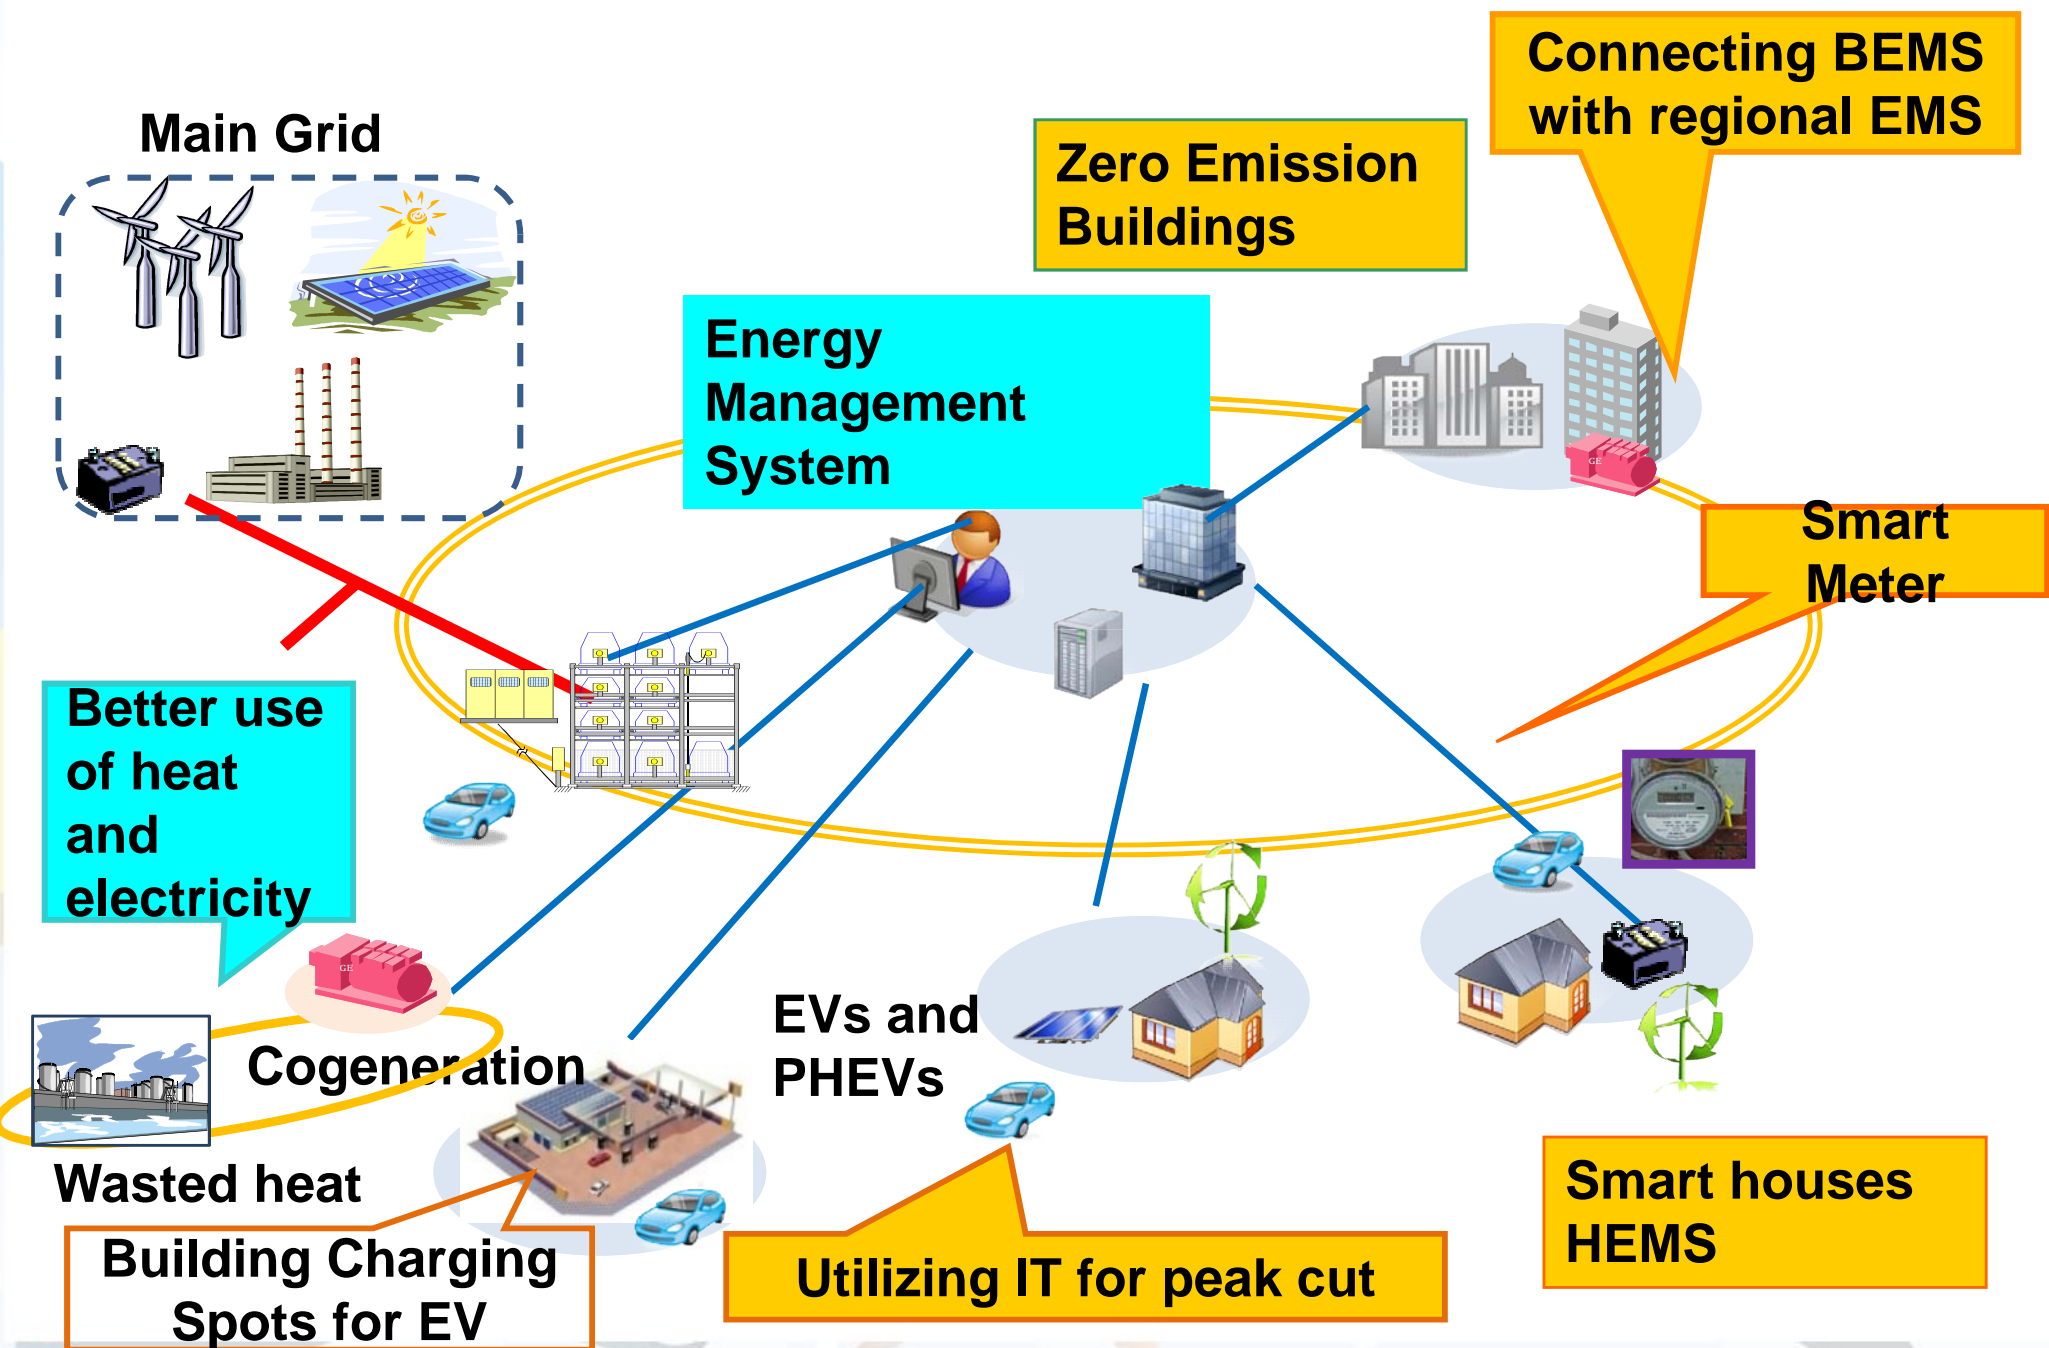 Connecting BEMS
with regional EMS
Main Grid
Zero Emission
Buildings
Energy
Management
System
Smart
Meter
Better use
of heat
and
electricity
GE
GE
EVs and
PHEVs
Cogeneration
Wasted heat
Smart houses
HEMS
Building Charging
Spots for EV
Utilizing IT for peak cut